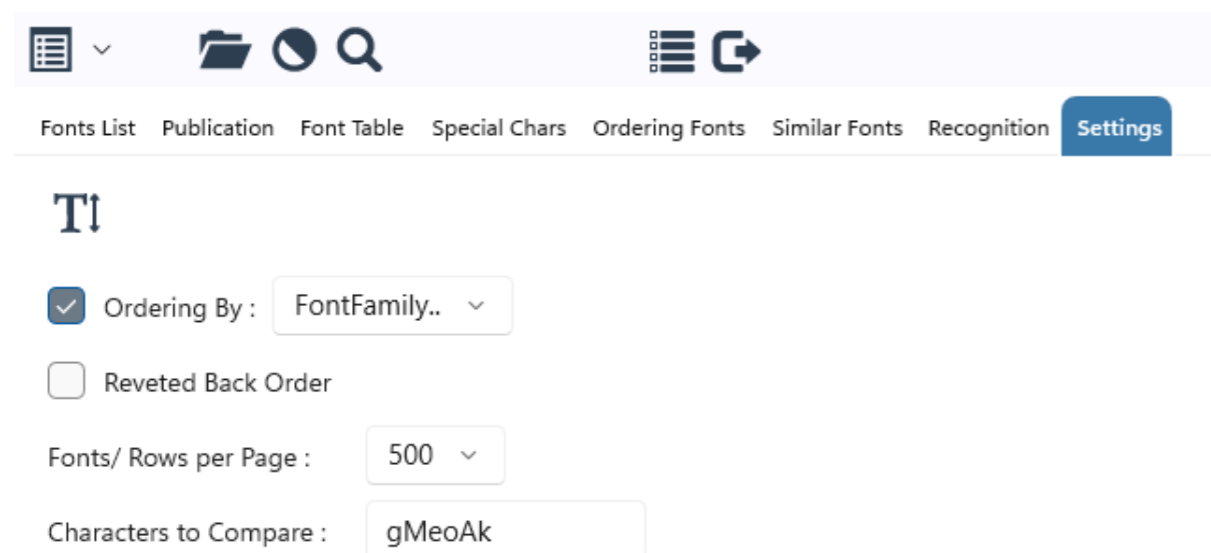 Fonts List Publication Font Table Special Chars Ordering Fonts Similar Fonts Recognition Settings
T
Ordering By : FontFamily..
Reveted Back Order
Fonts/ Rows per Page : 500
Characters to Compare : gMeoAk